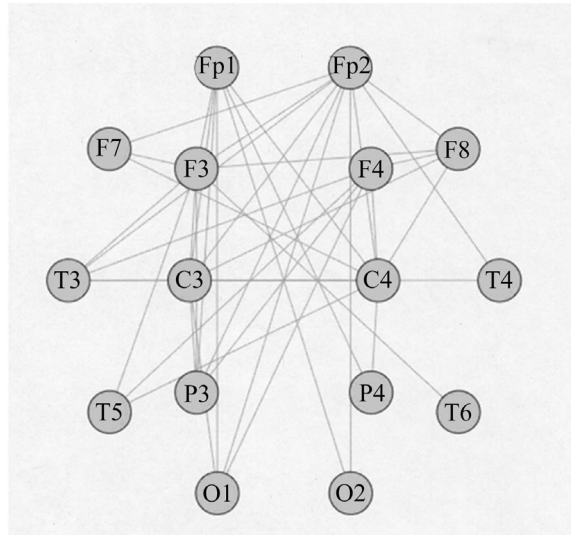 Fp1 Fp2
F7 F3 F4 F8
T3 C3 C4 T4
T5 P3 P4 T6
O1 O2